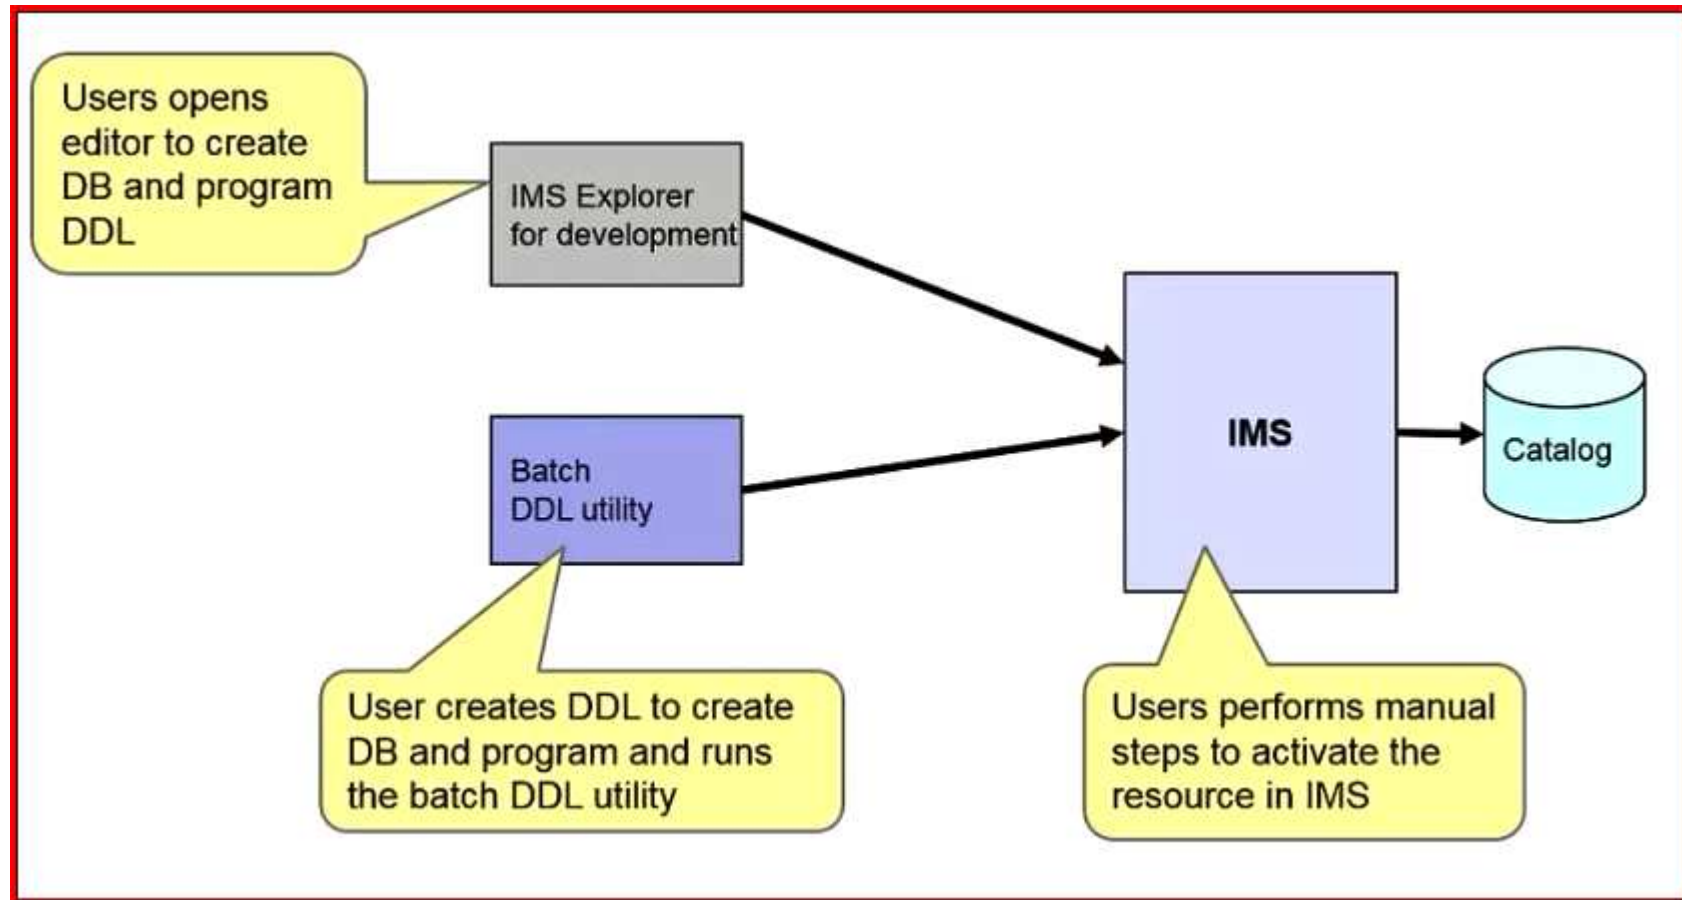 Users opens
editor to create
DB and program
DDL
IMS Explorer
for development
IMS
Catalog
Batch
DDL utility
User creates DDL to create
DB and program and runs
the batch DDL utility
Users performs manual
steps to activate the
resource in IMS